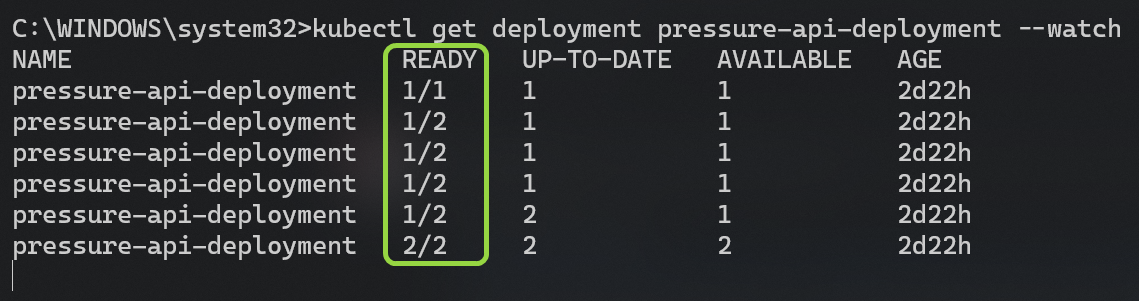 C:\WINDOWS\system32>kubectl get deployment pressure-api-deployment --watch
NAME READY UP-TO-DATE AVAILABLE AGE
pressure-api-deployment 1/1 1 1 2d22h
pressure-api-deployment 1/2 1 1 2d22h
pressure-api-deployment 1/2 1 1 2d22h
pressure-api-deployment 1/2 1 1 2d22h
pressure-api-deployment 1/2 2 1 2d22h
pressure-api-deployment 2/2 2 2 2d22h